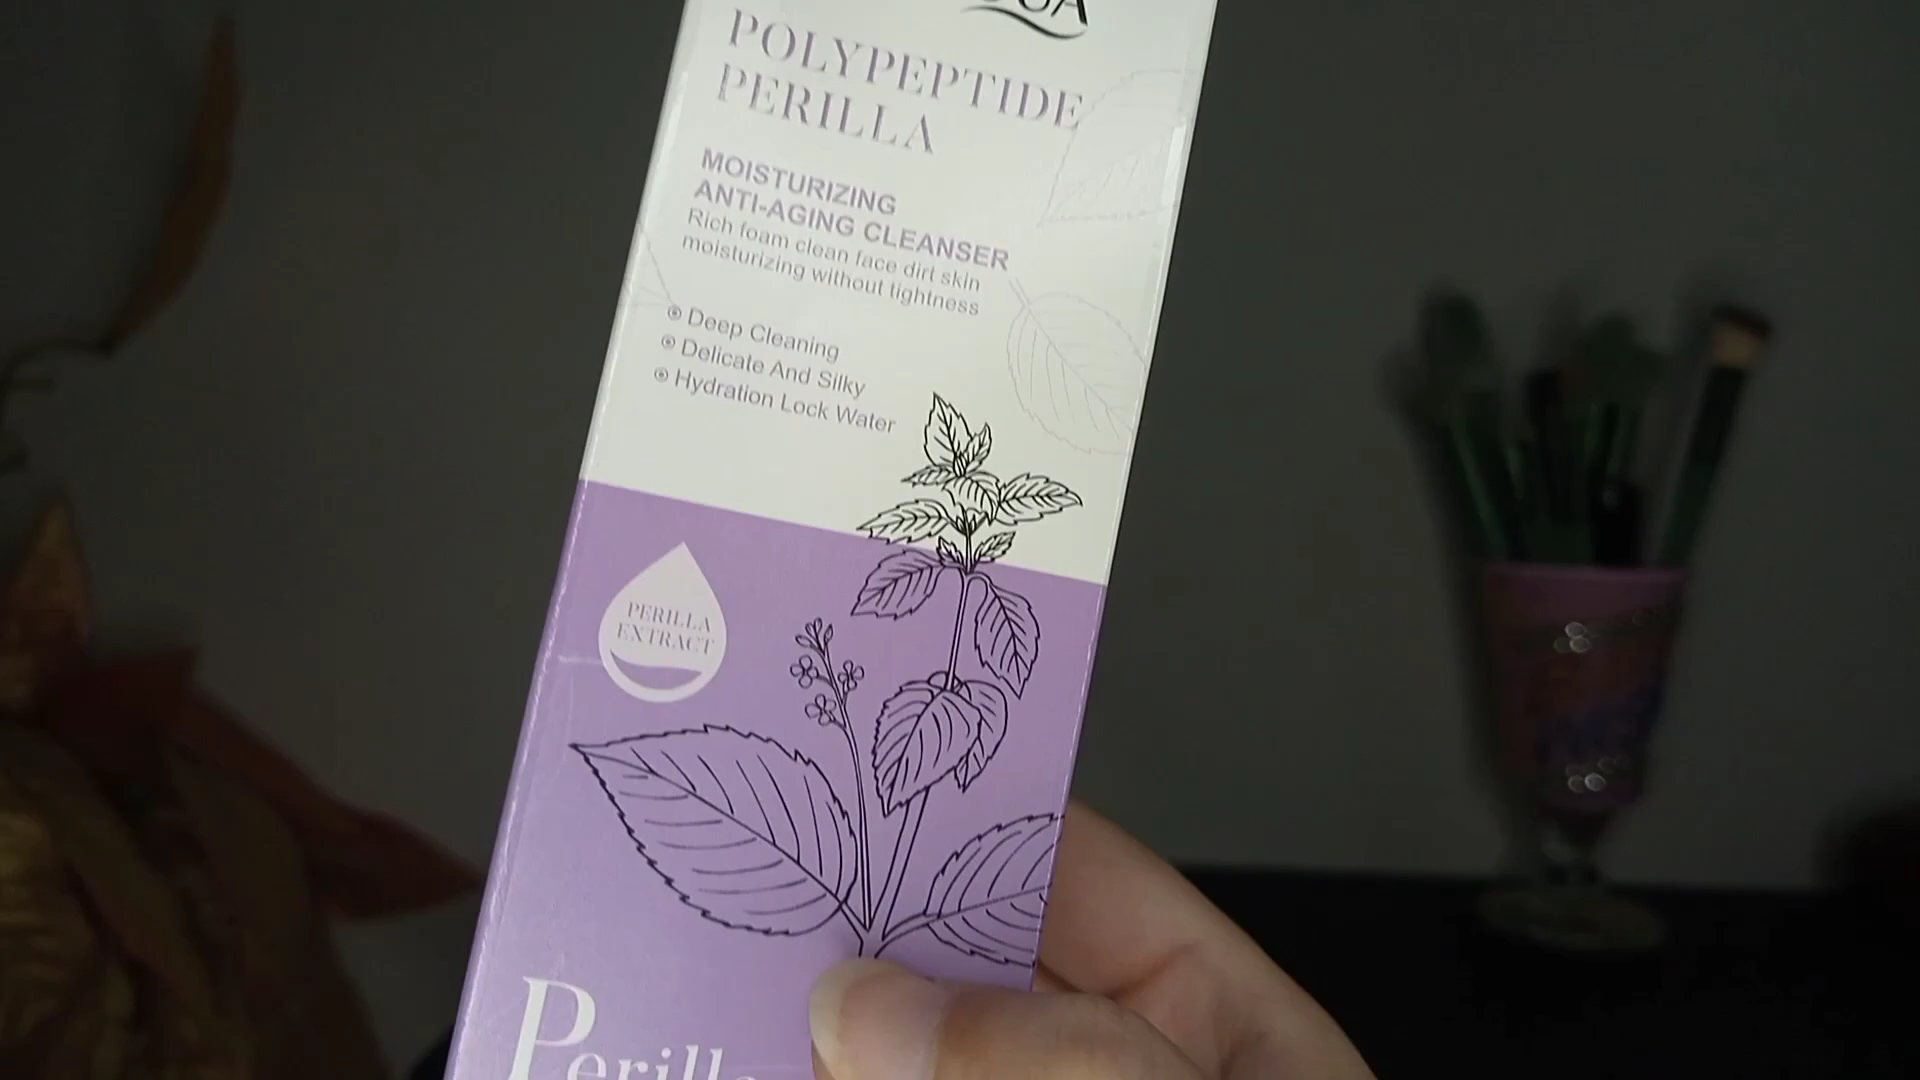 POLYPEPTIDE
PERILLA
MOISTURIZING
ANTI-AGING CLEANSER
Rich foam clean face dirt skin
moisturizing without tightness
Deep Cleaning
Delicate And Silky
Hydration Lock Water
PERILLA
EXTRACT